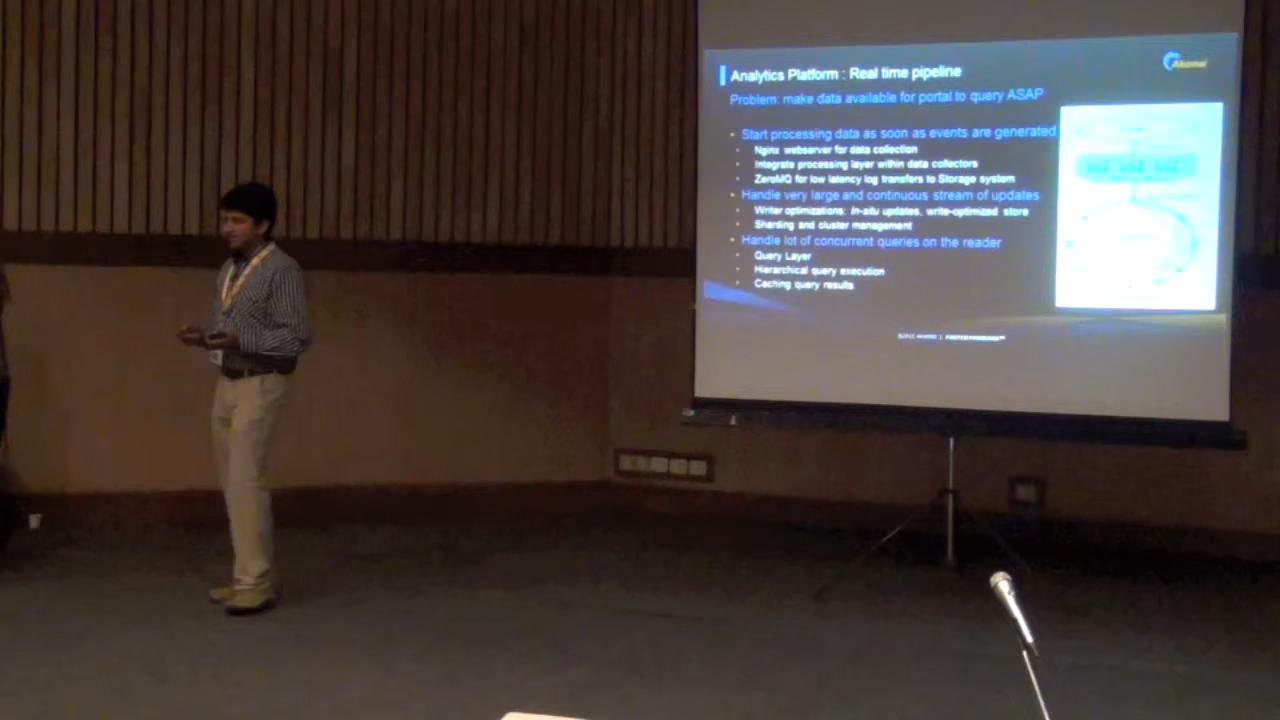 Akamai
Analytics Platform : Real time pipeline
Problem: make data available for portal to query ASAP
• Start processing data as soon as events are generated
• Nginx webserver for data collection
• Integrate processing layer within data collectors
• ZeroMQ for low latency log transfers to Storage system
• Handle very large and continuous stream of updates
• Writer optimizations: in-situ updates, write-optimized store
• Sharding and cluster management
• Handle lot of concurrent queries on the reader
• Query Layer
• Hierarchical query execution
• Caching query results